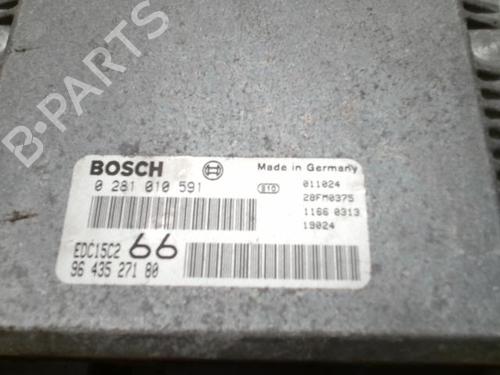 B-PARTS
BOSCH
Made in Germany
0 281 010 591
810
011024
28FM0375
1166 0313
19024
EDC15C2 66
96 435 271 80